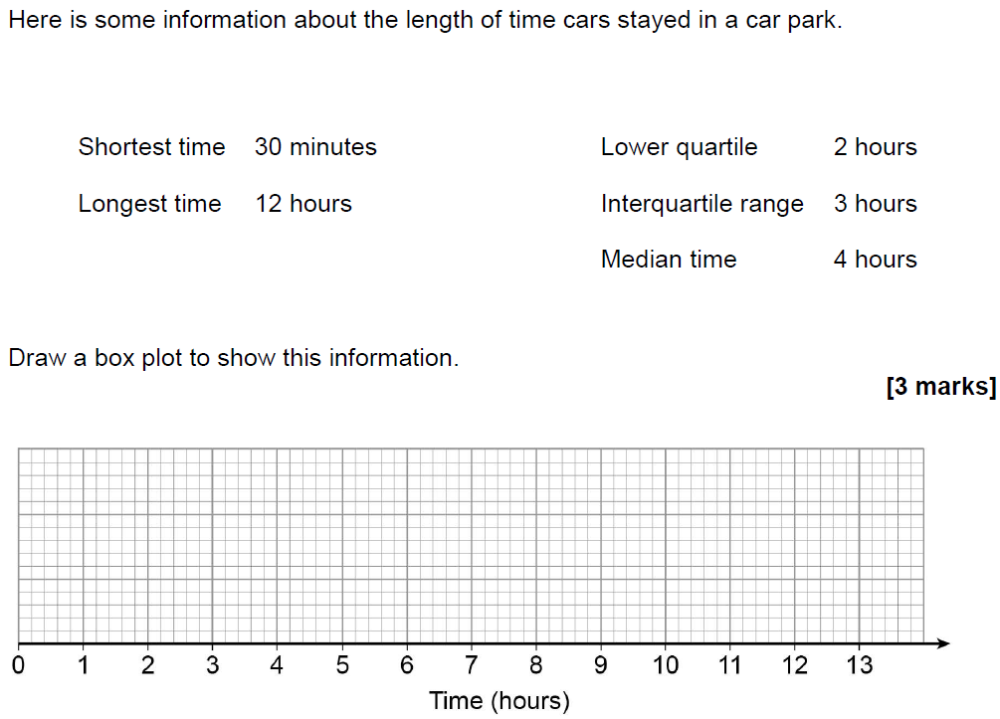 Here is some information about the length of time cars stayed in a car park.
Shortest time 30 minutes Lower quartile 2 hours
Longest time 12 hours Interquartile range 3 hours
Median time 4 hours
Draw a box plot to show this information.
[3 marks]
0 1 2 3 4 5 6 7 8 9 10 11 12 13
Time (hours)